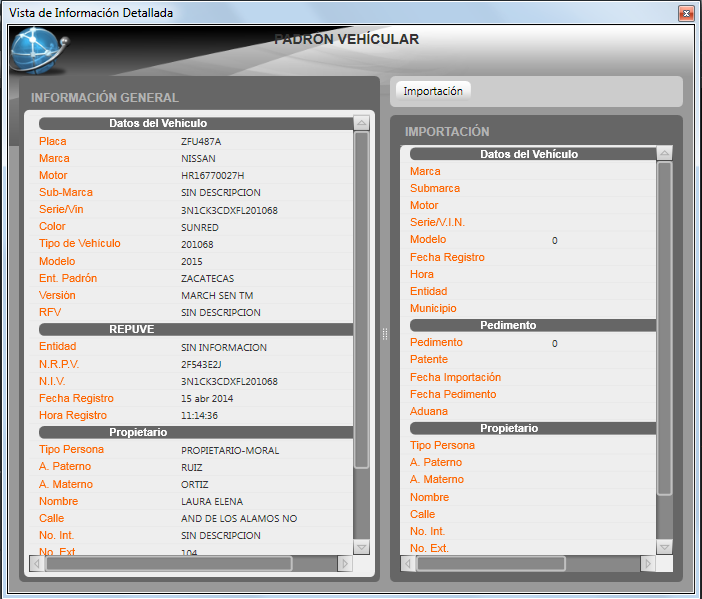 Vista de Información Detallada
PADRÓN VEHÍCULAR
INFORMACIÓN GENERAL
Datos del Vehiculo
Placa ZFU487A
Marca NISSAN
Motor HR16770027H
Sub-Marca SIN DESCRIPCION
Serie/Vin 3N1CK3CDXFL201068
Color SUNRED
Tipo de Vehículo 201068
Modelo 2015
Ent. Padrón ZACATECAS
Versión MARCH SEN TM
RFV SIN DESCRIPCION
REPUVE
Entidad SIN INFORMACION
N.R.P.V. 2F543E2J
N.I.V. 3N1CK3CDXFL201068
Fecha Registro 15 abr 2014
Hora Registro 11:14:36
Propietario
Tipo Persona PROPIETARIO-MORAL
A. Paterno RUIZ
A. Materno ORTIZ
Nombre LAURA ELENA
Calle AND DE LOS ALAMOS NO
No. Int. SIN DESCRIPCION
No. Ext. 104
Importación
IMPORTACIÓN
Datos del Vehículo
Marca
Submarca
Motor
Serie/V.I.N.
Modelo 0
Fecha Registro
Hora
Entidad
Municipio
Pedimento
Pedimento 0
Patente
Fecha Importación
Fecha Pedimento
Aduana
Propietario
Tipo Persona
A. Paterno
A. Materno
Nombre
Calle
No. Int.
No. Ext.